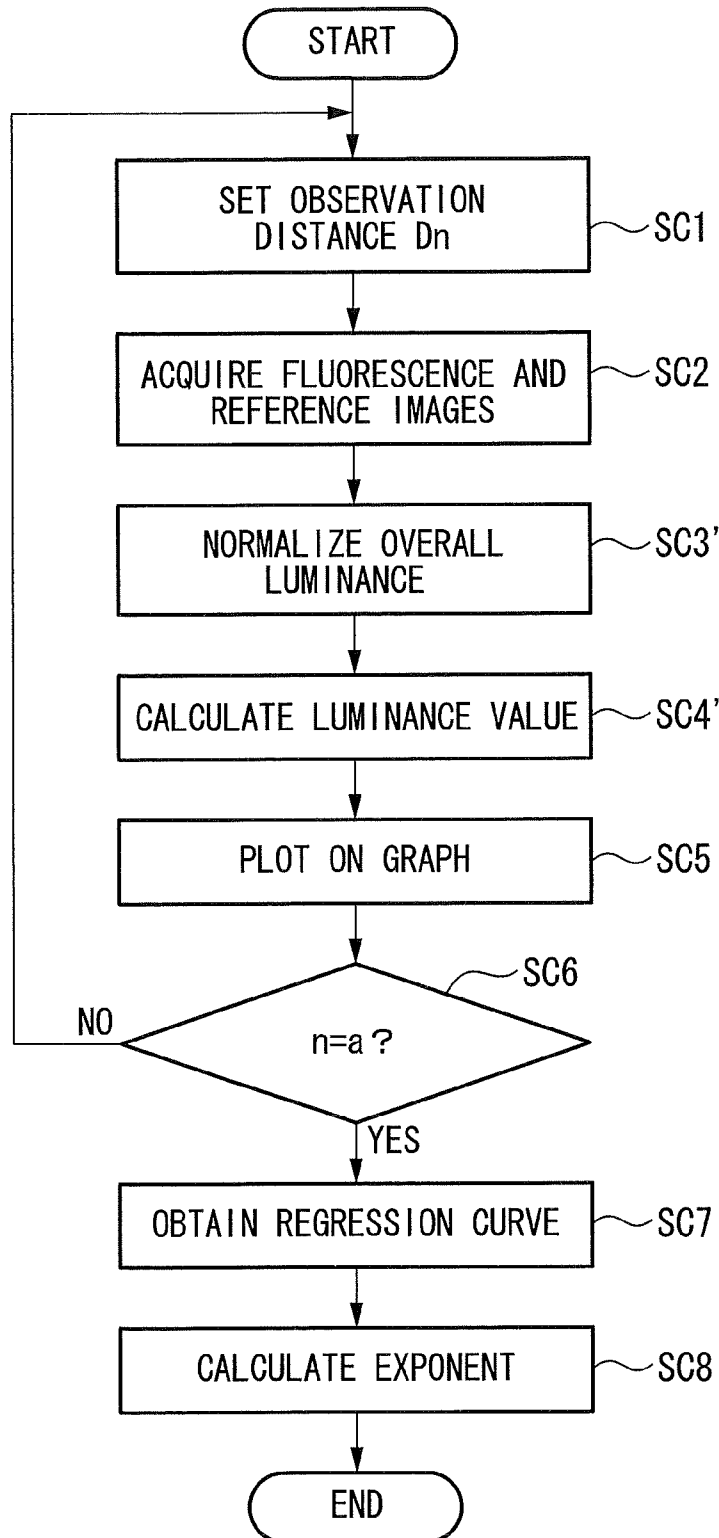 START
SET OBSERVATION
DISTANCE Dn
SC1
ACQUIRE FLUORESCENCE AND
REFERENCE IMAGES
SC2
NORMALIZE OVERALL
LUMINANCE
SC3'
CALCULATE LUMINANCE VALUE
SC4'
PLOT ON GRAPH
SC5
SC6
n=a?
NO
YES
OBTAIN REGRESSION CURVE
SC7
CALCULATE EXPONENT
SC8
END